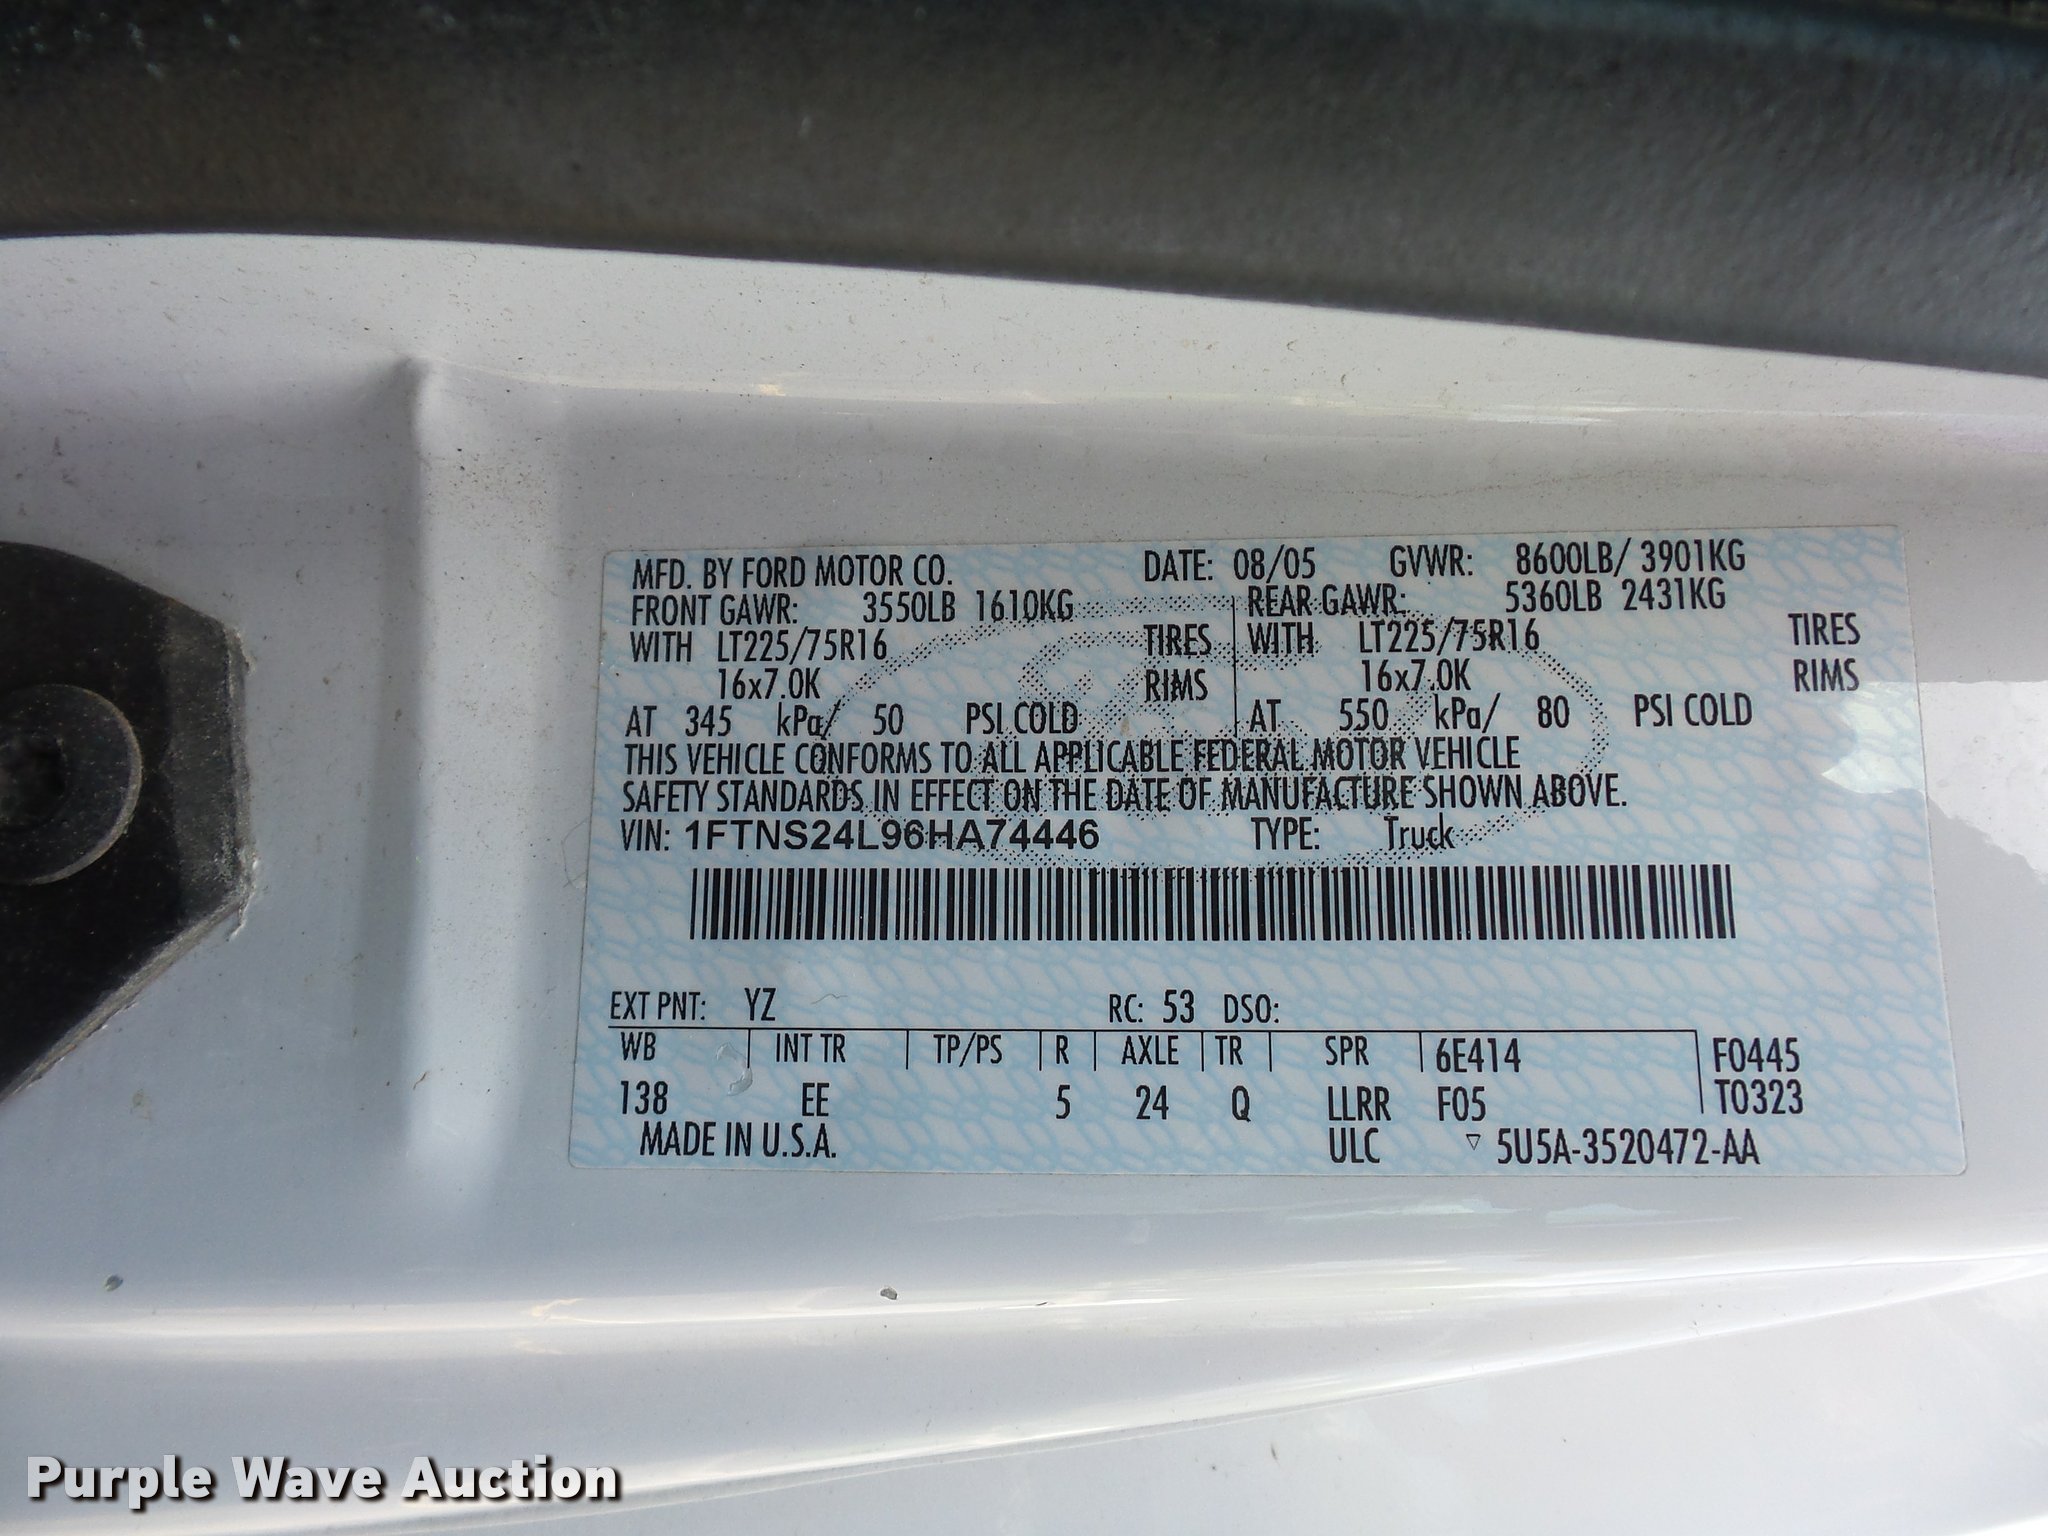 MFD. BY FORD MOTOR CO. DATE: 08/05 GVWR: 8600LB/ 3901KG
FRONT GAWR: 3550LB 1610KG REAR GAWR: 5360LB 2431KG
WITH LT225/75R16 TIRES WITH LT225/75R16 TIRES
16x7.0K RIMS 16x7.0K RIMS
AT 345 kPa/ 50 PSI COLD AT 550 kPa/ 80 PSI COLD
THIS VEHICLE CONFORMS TO ALL APPLICABLE FEDERAL MOTOR VEHICLE
SAFETY STANDARDS IN EFFECT ON THE DATE OF MANUFACTURE SHOWN ABOVE.
VIN: 1FTNS24L96HA74446 TYPE: Truck
EXT PNT: YZ RC: 53 DSO:
WB INT TR TP/PS R AXLE TR SPR 6E414 F0445
138 EE 5 24 Q LLRR F05 T0323
MADE IN U.S.A. ULC ▽ 5U5A-3520472-AA
Purple Wave Auction